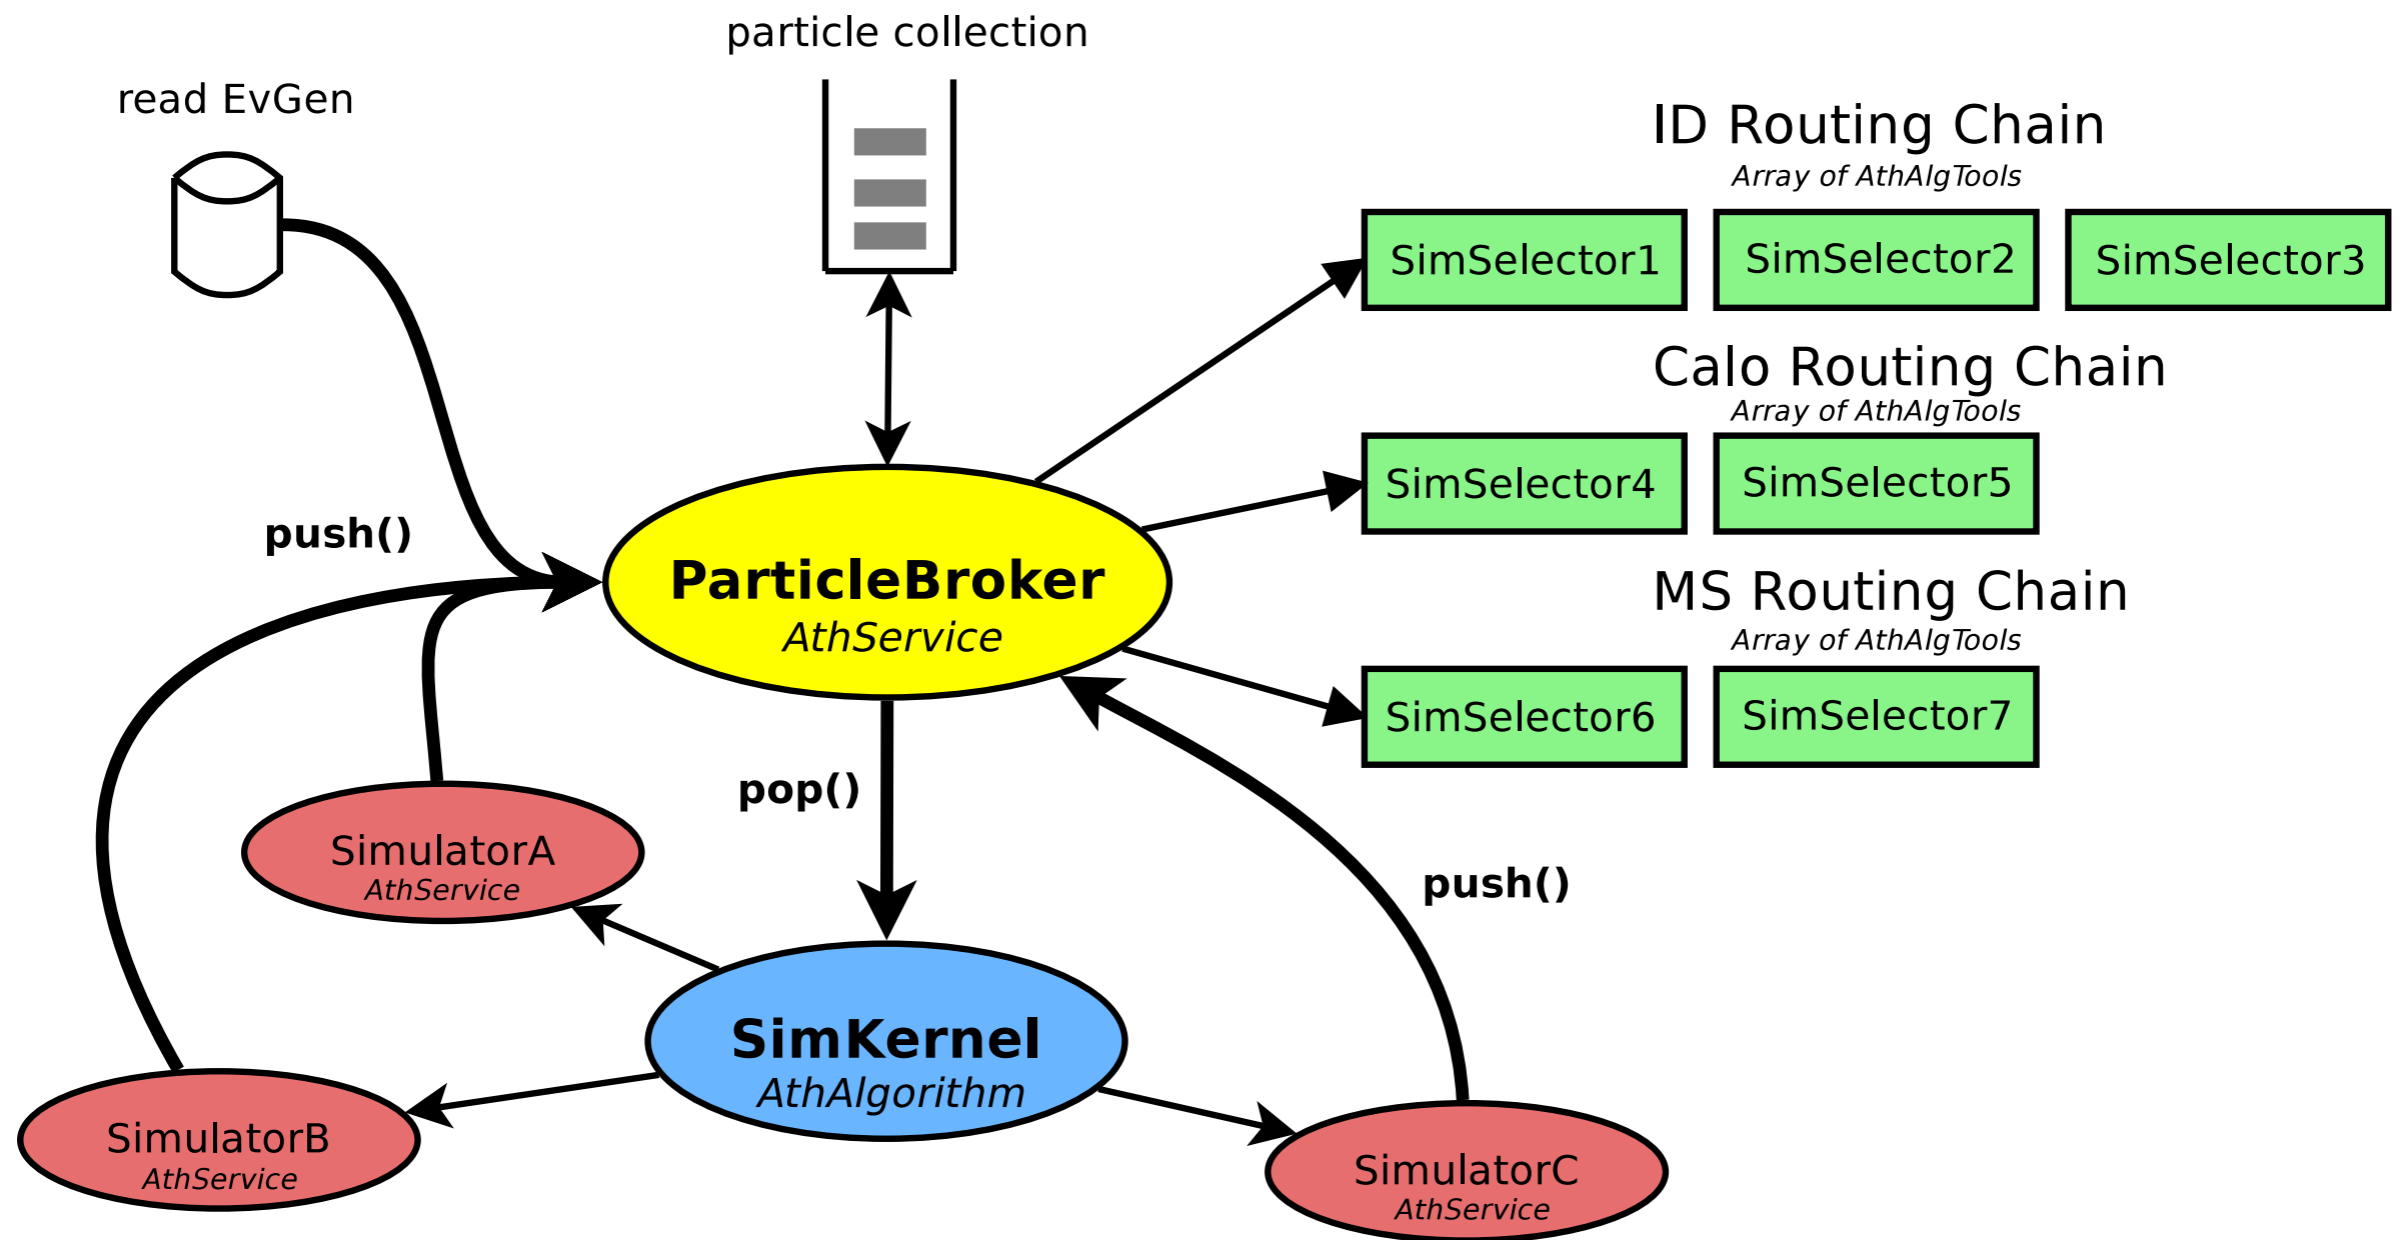 particle collection
read EvGen
ID Routing Chain
Array of AthAlgTools
SimSelector1
SimSelector2
SimSelector3
Calo Routing Chain
Array of AthAlgTools
SimSelector4
SimSelector5
push()
ParticleBroker
AthService
MS Routing Chain
Array of AthAlgTools
SimSelector6
SimSelector7
pop()
SimulatorA
AthService
push()
SimKernel
AthAlgorithm
SimulatorB
AthService
SimulatorC
AthService